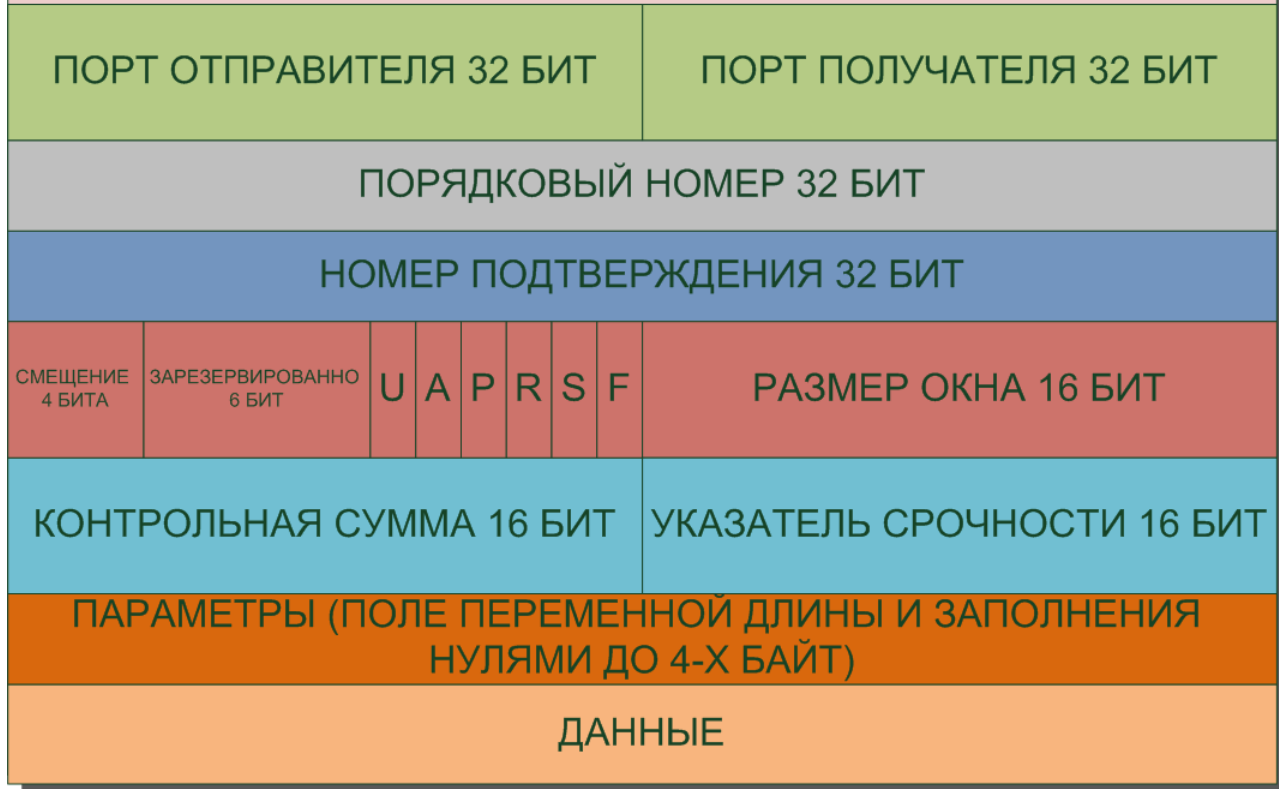 ПОРТ ОТПРАВИТЕЛЯ 32 БИТ
ПОРТ ПОЛУЧАТЕЛЯ 32 БИТ
ПОРЯДКОВЫЙ НОМЕР 32 БИТ
НОМЕР ПОДТВЕРЖДЕНИЯ 32 БИТ
СМЕЩЕНИЕ
4 БИТА
ЗАРЕЗЕРВИРОВАННО
6 БИТ
U
A
P
R
S
F
РАЗМЕР ОКНА 16 БИТ
КОНТРОЛЬНАЯ СУММА 16 БИТ
УКАЗАТЕЛЬ СРОЧНОСТИ 16 БИТ
ПАРАМЕТРЫ (ПОЛЕ ПЕРЕМЕННОЙ ДЛИНЫ И ЗАПОЛНЕНИЯ
НУЛЯМИ ДО 4-Х БАЙТ)
ДАННЫЕ